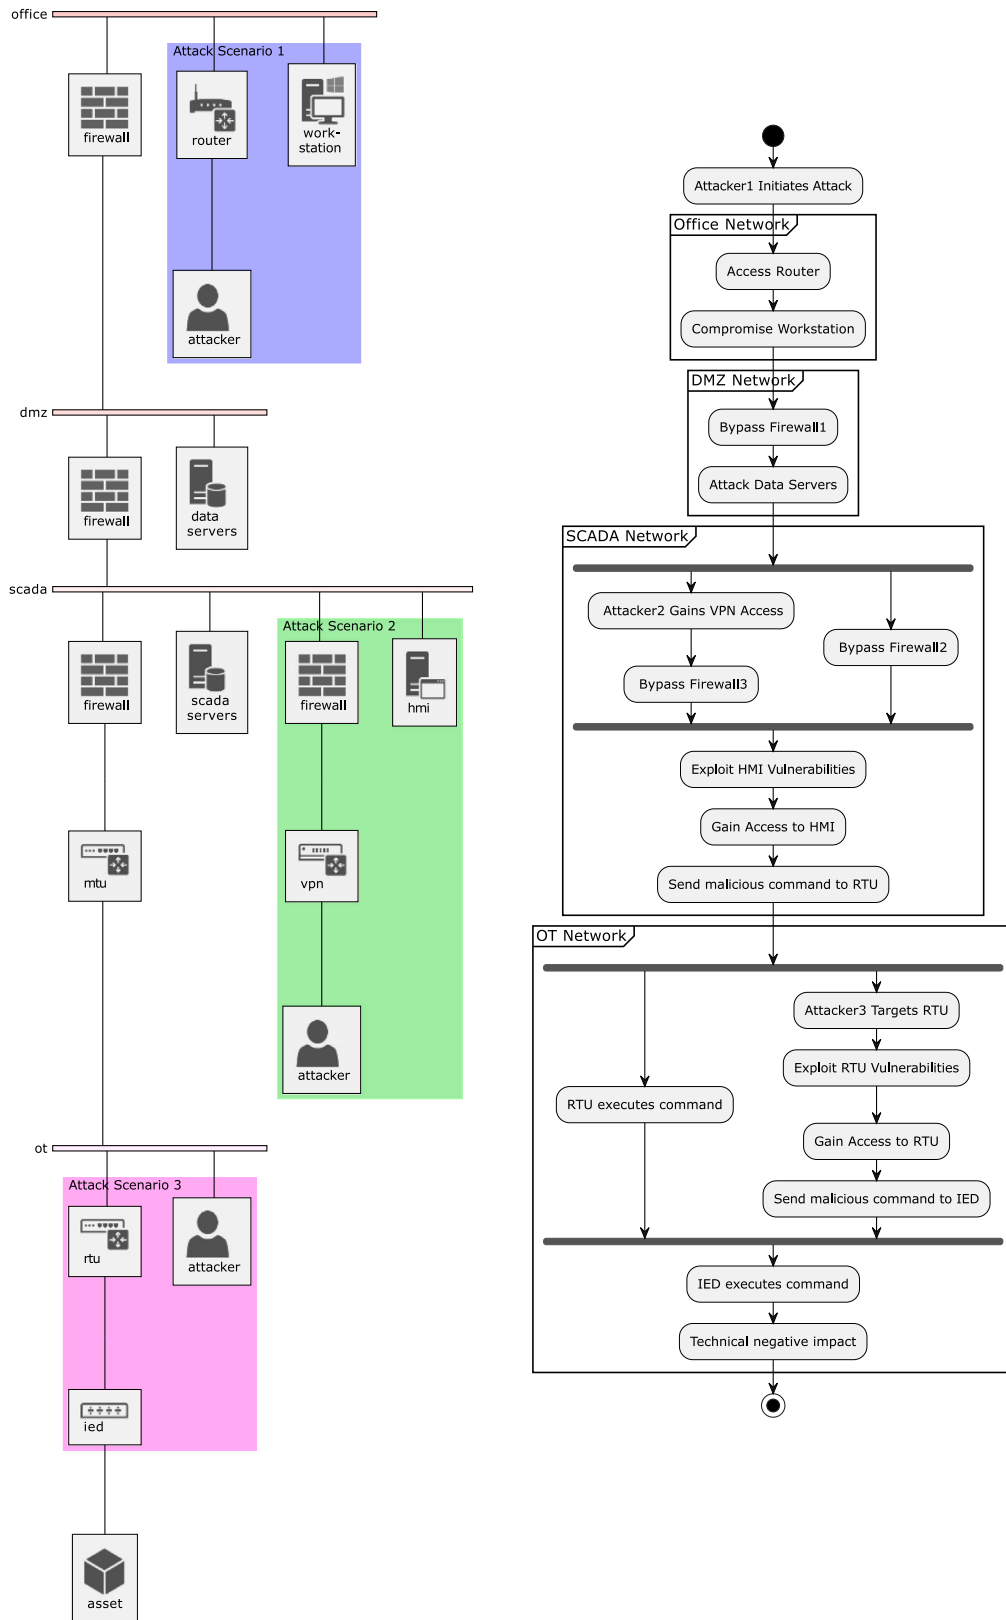 office
Attack Scenario 1
firewall
router
work-
station
attacker
dmz
firewall
data
servers
scada
Attack Scenario 2
firewall
scada
servers
firewall
hmi
mtu
vpn
attacker
ot
Attack Scenario 3
rtu
attacker
ied
asset
Attacker1 Initiates Attack
Office Network
Access Router
Compromise Workstation
DMZ Network
Bypass Firewall1
Attack Data Servers
SCADA Network
Attacker2 Gains VPN Access
Bypass Firewall2
Bypass Firewall3
Exploit HMI Vulnerabilities
Gain Access to HMI
Send malicious command to RTU
OT Network
Attacker3 Targets RTU
Exploit RTU Vulnerabilities
RTU executes command
Gain Access to RTU
Send malicious command to IED
IED executes command
Technical negative impact